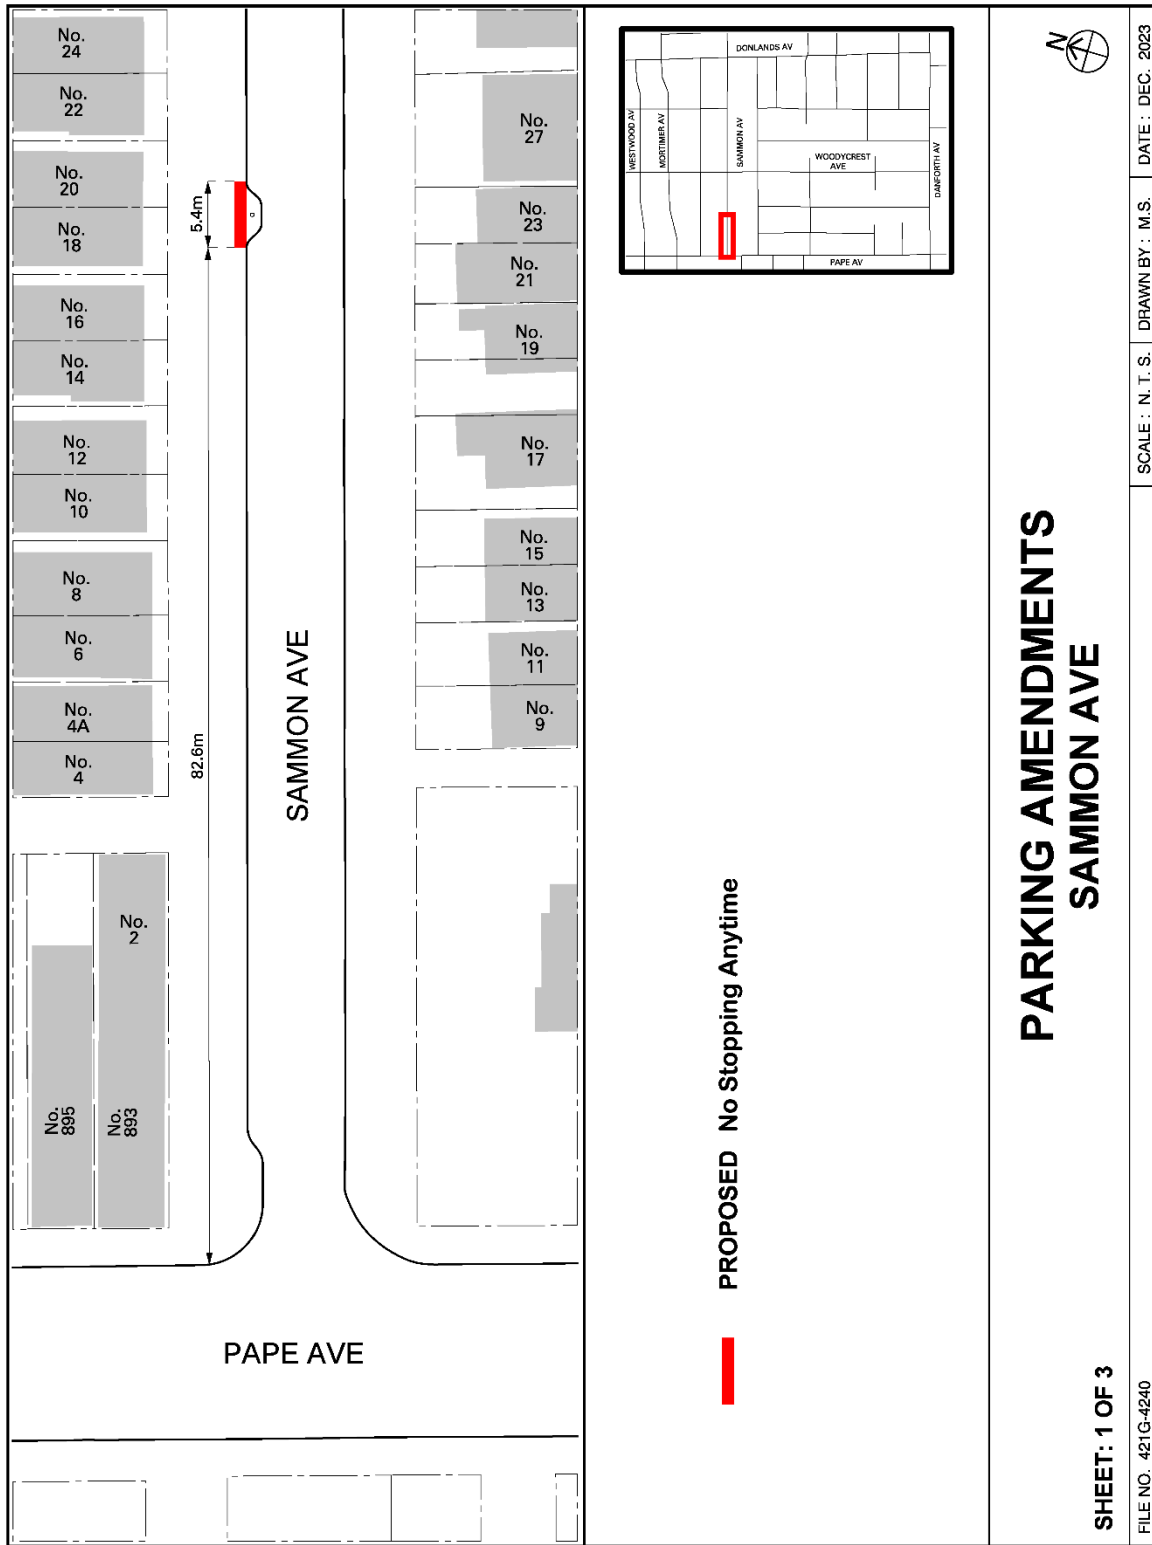 No.
24
No.
22
No.
20
No.
18
No.
16
No.
14
No.
12
No.
10
No.
8
No.
6
No.
4A
No.
4
No.
2
No.
895
No.
893
5.4m
82.6m
SAMMON AVE
PAPE AVE
No.
27
No.
23
No.
21
No.
19
No.
17
No.
15
No.
13
No.
11
No.
9
DONLANDS AV
WESTWOOD AV
MORTIMER AV
SAMMON AV
WOODYCREST
AVE
DANFORTH AV
PAPE AV
PROPOSED No Stopping Anytime
N
PARKING AMENDMENTS
SAMMON AVE
SHEET: 1 OF 3
FILE NO. 421G-4240
SCALE : N. T. S.
DRAWN BY : M.S.
DATE : DEC. 2023